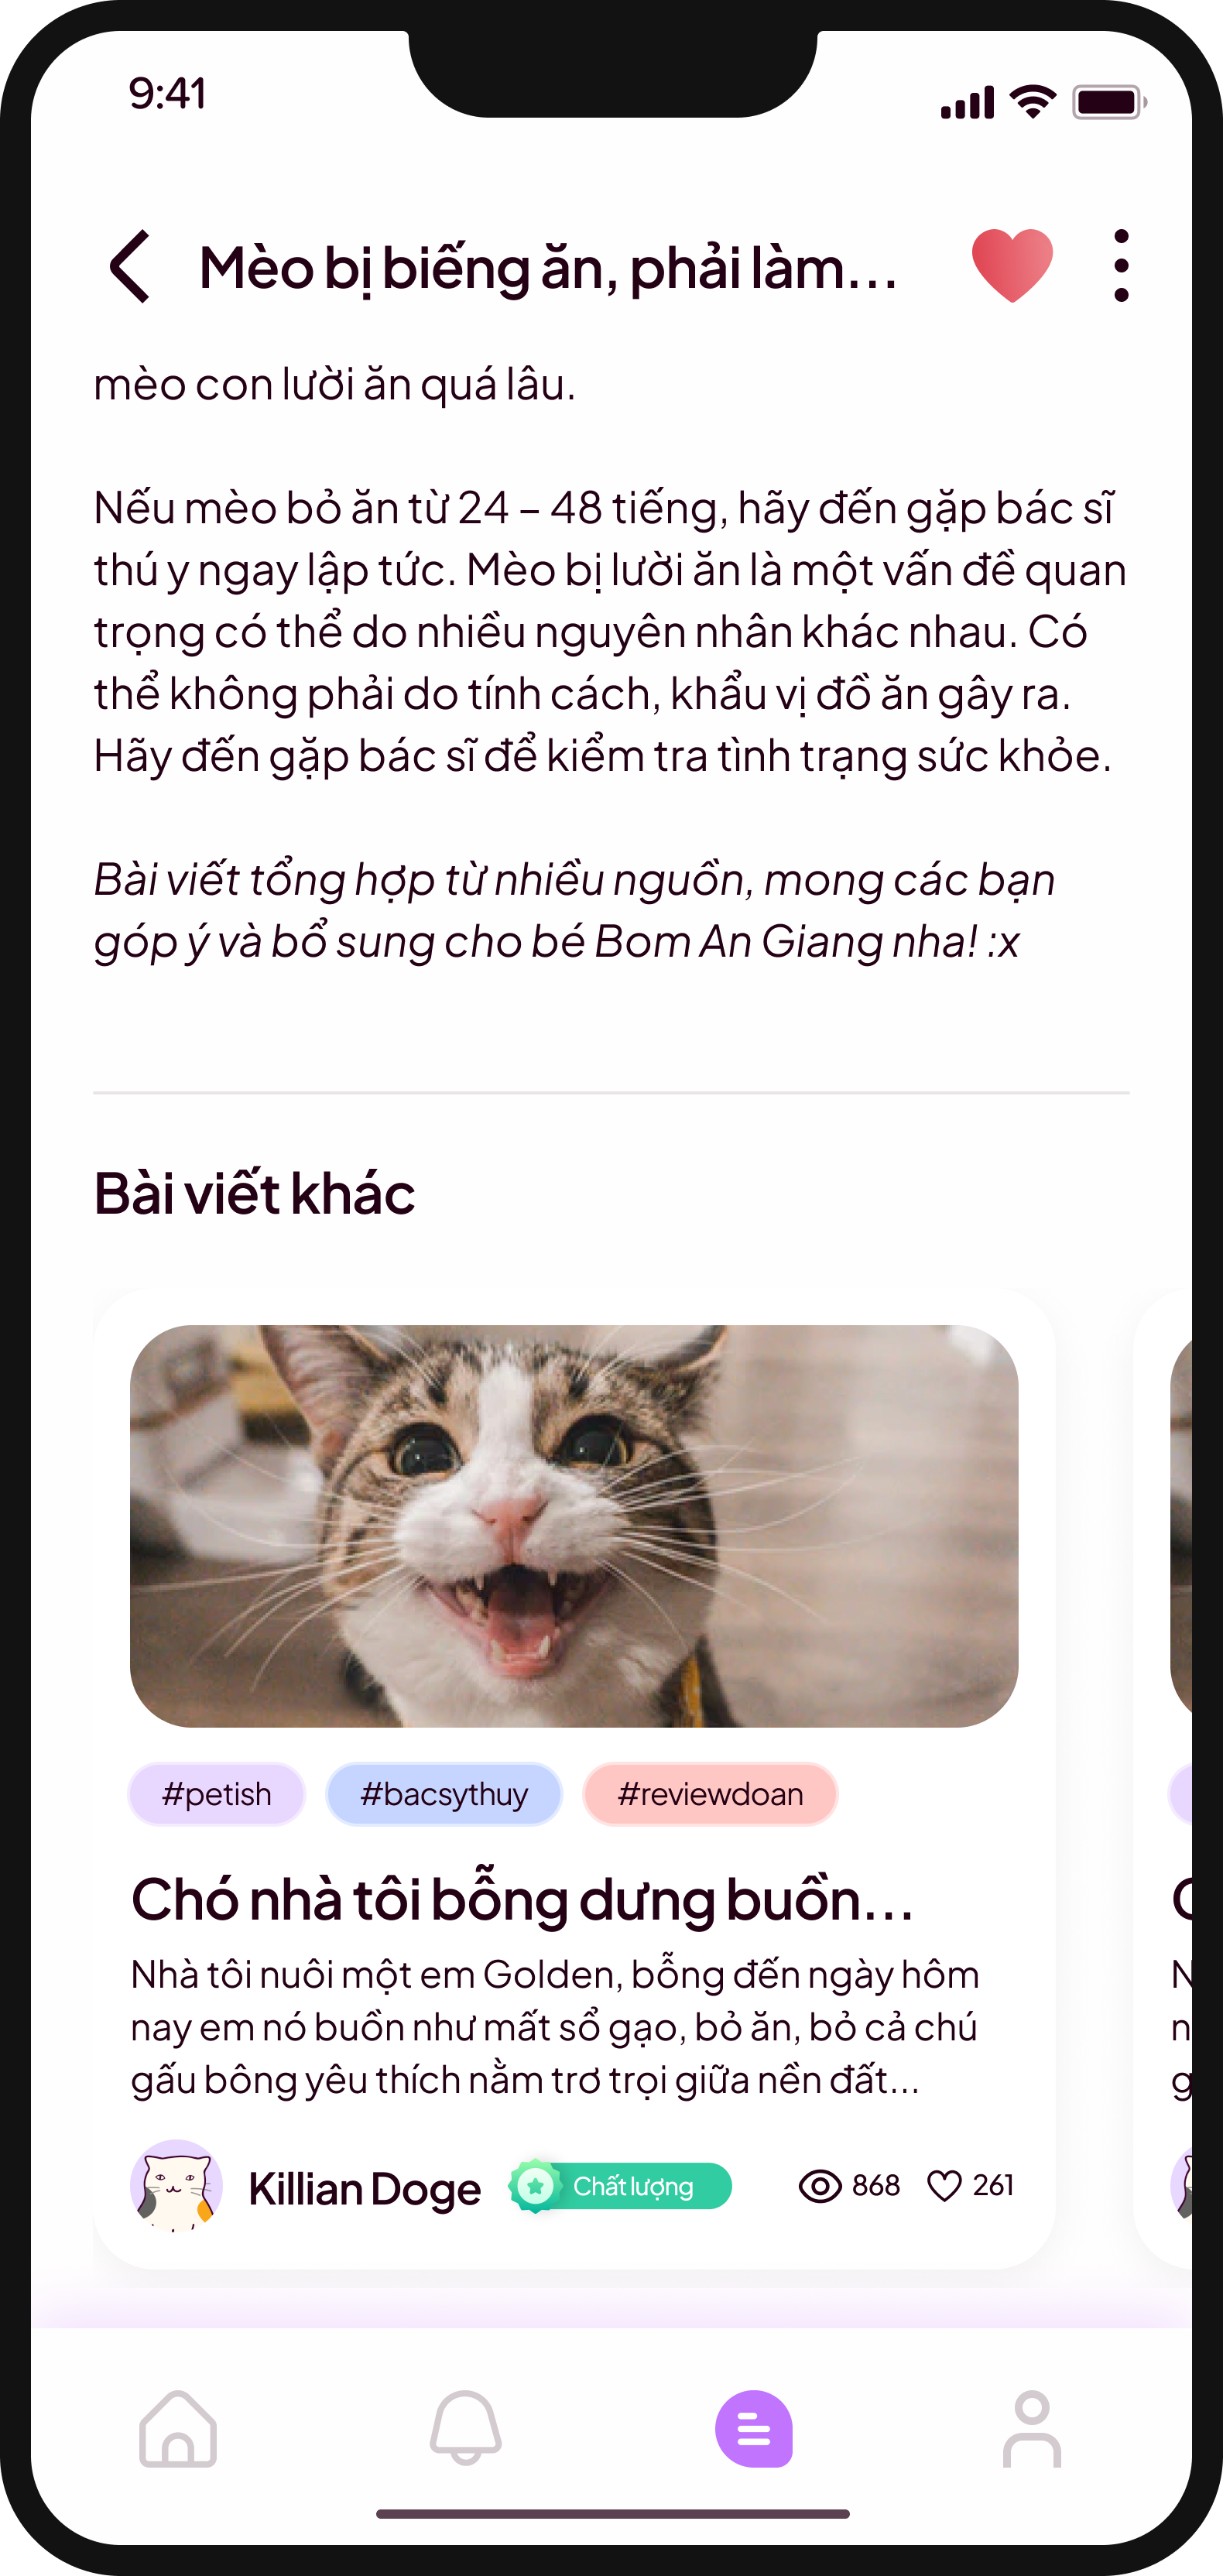 9:41
Mèo bị biếng ăn, phải làm...
mèo con lười ăn quá lâu.
Nếu mèo bỏ ăn từ 24 – 48 tiếng, hãy đến gặp bác sĩ
thú y ngay lập tức. Mèo bị lười ăn là một vấn đề quan
trọng có thể do nhiều nguyên nhân khác nhau. Có
thể không phải do tính cách, khẩu vị đồ ăn gây ra.
Hãy đến gặp bác sĩ để kiểm tra tình trạng sức khỏe.
Bài viết tổng hợp từ nhiều nguồn, mong các bạn
góp ý và bổ sung cho bé Bom An Giang nha! :x
Bài viết khác
#petish #bacsythuy #reviewdoan
Chó nhà tôi bỗng dưng buồn...
Nhà tôi nuôi một em Golden, bỗng đến ngày hôm
nay em nó buồn như mất sổ gạo, bỏ ăn, bỏ cả chú
gấu bông yêu thích nằm trơ trọi giữa nền đất...
Killian Doge Chất lượng 868 261